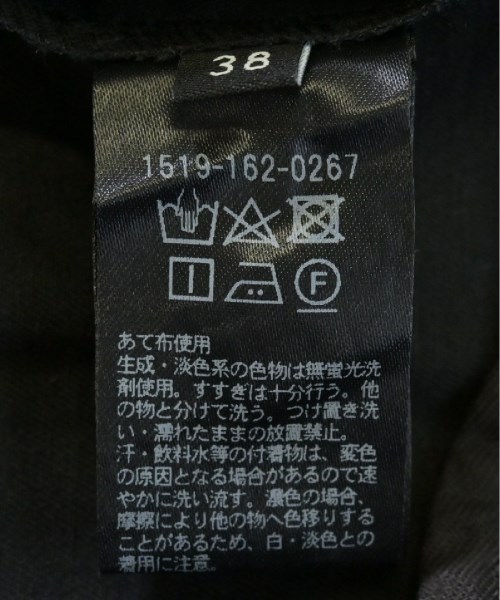 38
1519-162-0267
F
あて布使用
生成・淡色系の色物は無蛍光洗
剤使用。すすぎは十分行う。他
の物と分けて洗う。つけ置き洗
い・濡れたままの放置禁止。
汗・飲料水等の付着物は、変色
の原因となる場合があるので速
やかに洗い流す。濃色の場合、
摩擦により他の物へ色移りする
ことがあるため、白・淡色との
着用に注意。